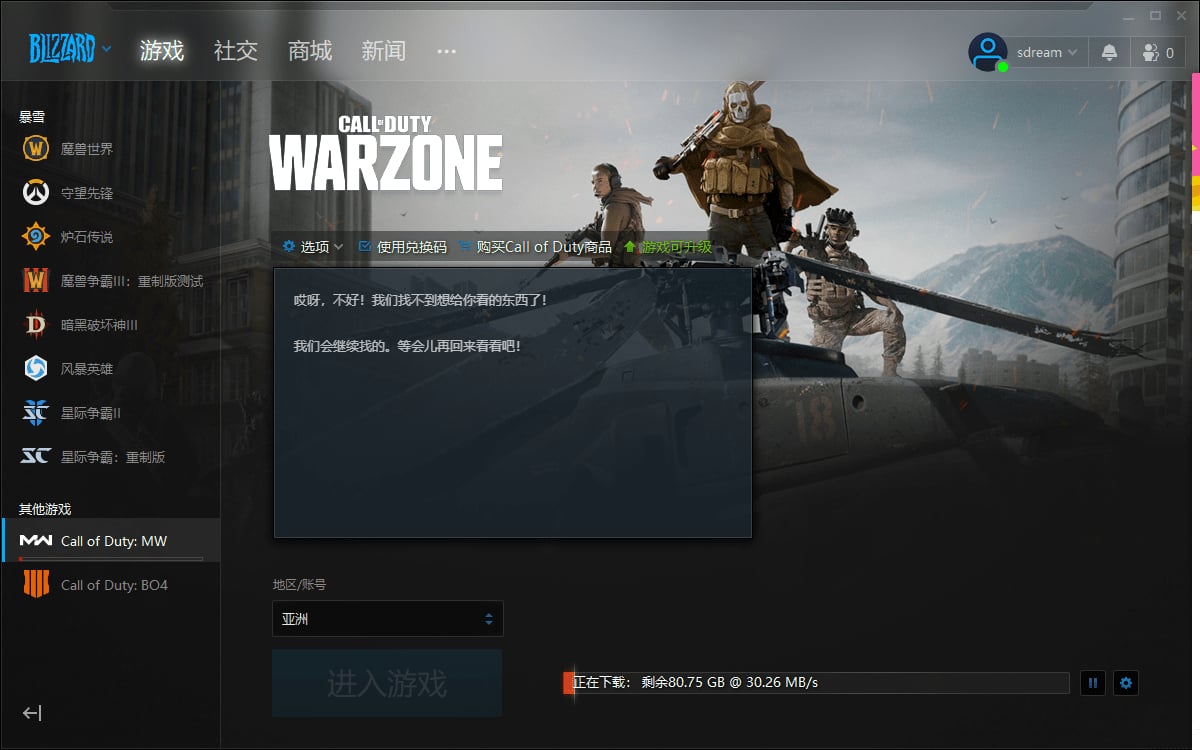 BLIZZARD
游戏
社交
商城
新闻
sdream
0
暴雪
魔兽世界
守望先锋
炉石传说
魔兽争霸III：重制版测试
暗黑破坏神III
风暴英雄
星际争霸II
星际争霸：重制版
其他游戏
Call of Duty: MW
Call of Duty: BO4
CALL OF DUTY
WARZONE
选项
使用兑换码
购买Call of Duty商品
游戏可升级
哎呀，不好！我们找不到想给你看的东西了！
我们会继续找的。等会儿再回来看看吧！
18
地区/账号
亚洲
进入游戏
正在下载： 剩余80.75 GB @ 30.26 MB/s